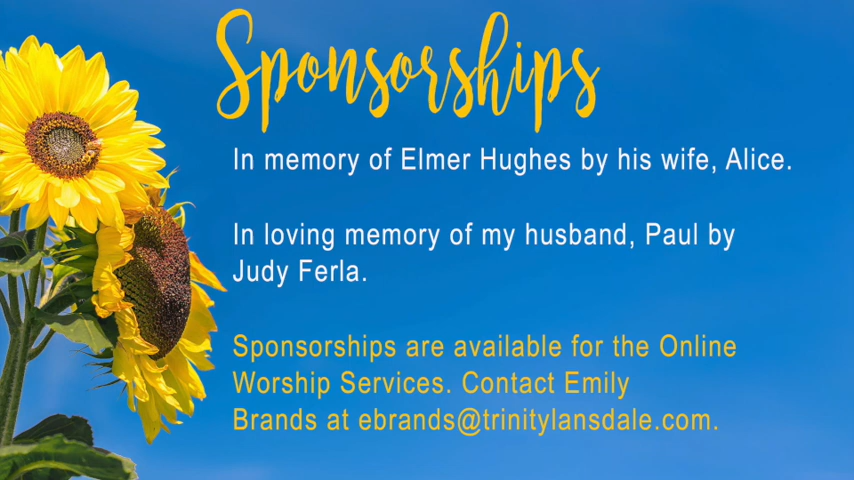 Sponsorships
In memory of Elmer Hughes by his wife, Alice.
In loving memory of my husband, Paul by
Judy Ferla.
Sponsorships are available for the Online
Worship Services. Contact Emily
Brands at ebrands@trinitylansdale.com.